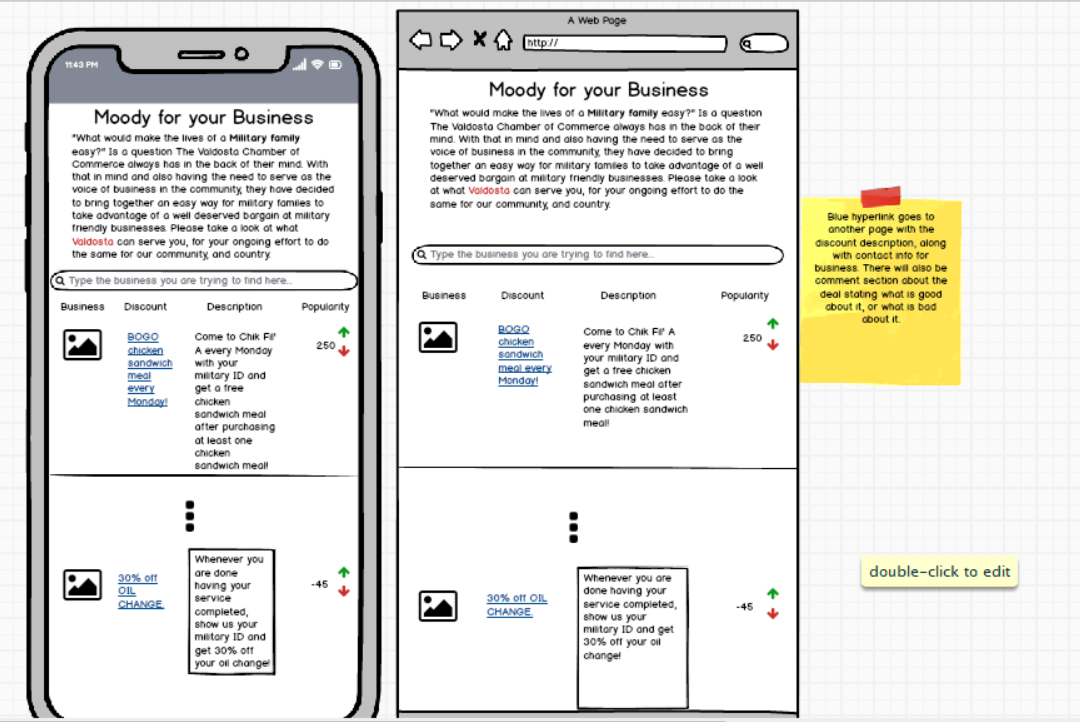 11:43 PM
Moody for your Business
"What would make the lives of a Military family
easy?" Is a question The Valdosta Chamber of
Commerce always has in the back of their mind. With
that in mind and also having the need to serve as the
voice of business in the community, they have decided
to bring together an easy way for military familes to
take advantage of a well deserved bargain at military
friendly businesses. Please take a look at what
Valdosta can serve you, for your ongoing effort to do
the same for our community, and country.
Type the business you are trying to find here...
Business Discount Description Popularity
BOGO
chicken
sandwich
meal
every
Monday!
Come to Chik Fil'
A every Monday
with your
military ID and
get a free
chicken
sandwich meal
after purchasing
at least one
chicken
sandwich meal!
250
30% off
OIL
CHANGE.
Whenever you
are done
having your
service
completed,
show us your
military ID and
get 30% off
your oil change!
-45
A Web Page
http://
Moody for your Business
"What would make the lives of a Military family easy?" Is a question
The Valdosta Chamber of Commerce always has in the back of their
mind. With that in mind and also having the need to serve as the
voice of business in the community, they have decided to bring
together an easy way for military familes to take advantage of a well
deserved bargain at military friendly businesses. Please take a look
at what Valdosta can serve you, for your ongoing effort to do the
same for our community, and country.
Type the business you are trying to find here...
Business Discount Description Popularity
BOGO
chicken
sandwich
meal every
Monday!
Come to Chik Fil' A
every Monday with
your military ID and
get a free chicken
sandwich meal after
purchasing at least
one chicken sandwich
meal!
250
30% off OIL
CHANGE.
Whenever you are
done having your
service completed,
show us your
military ID and get
30% off your oil
change!
-45
Blue hyperlink goes to
another page with the
discount description, along
with contact info for
business. There will also be
comment section about the
deal stating what is good
about it, or what is bad
about it.
double-click to edit